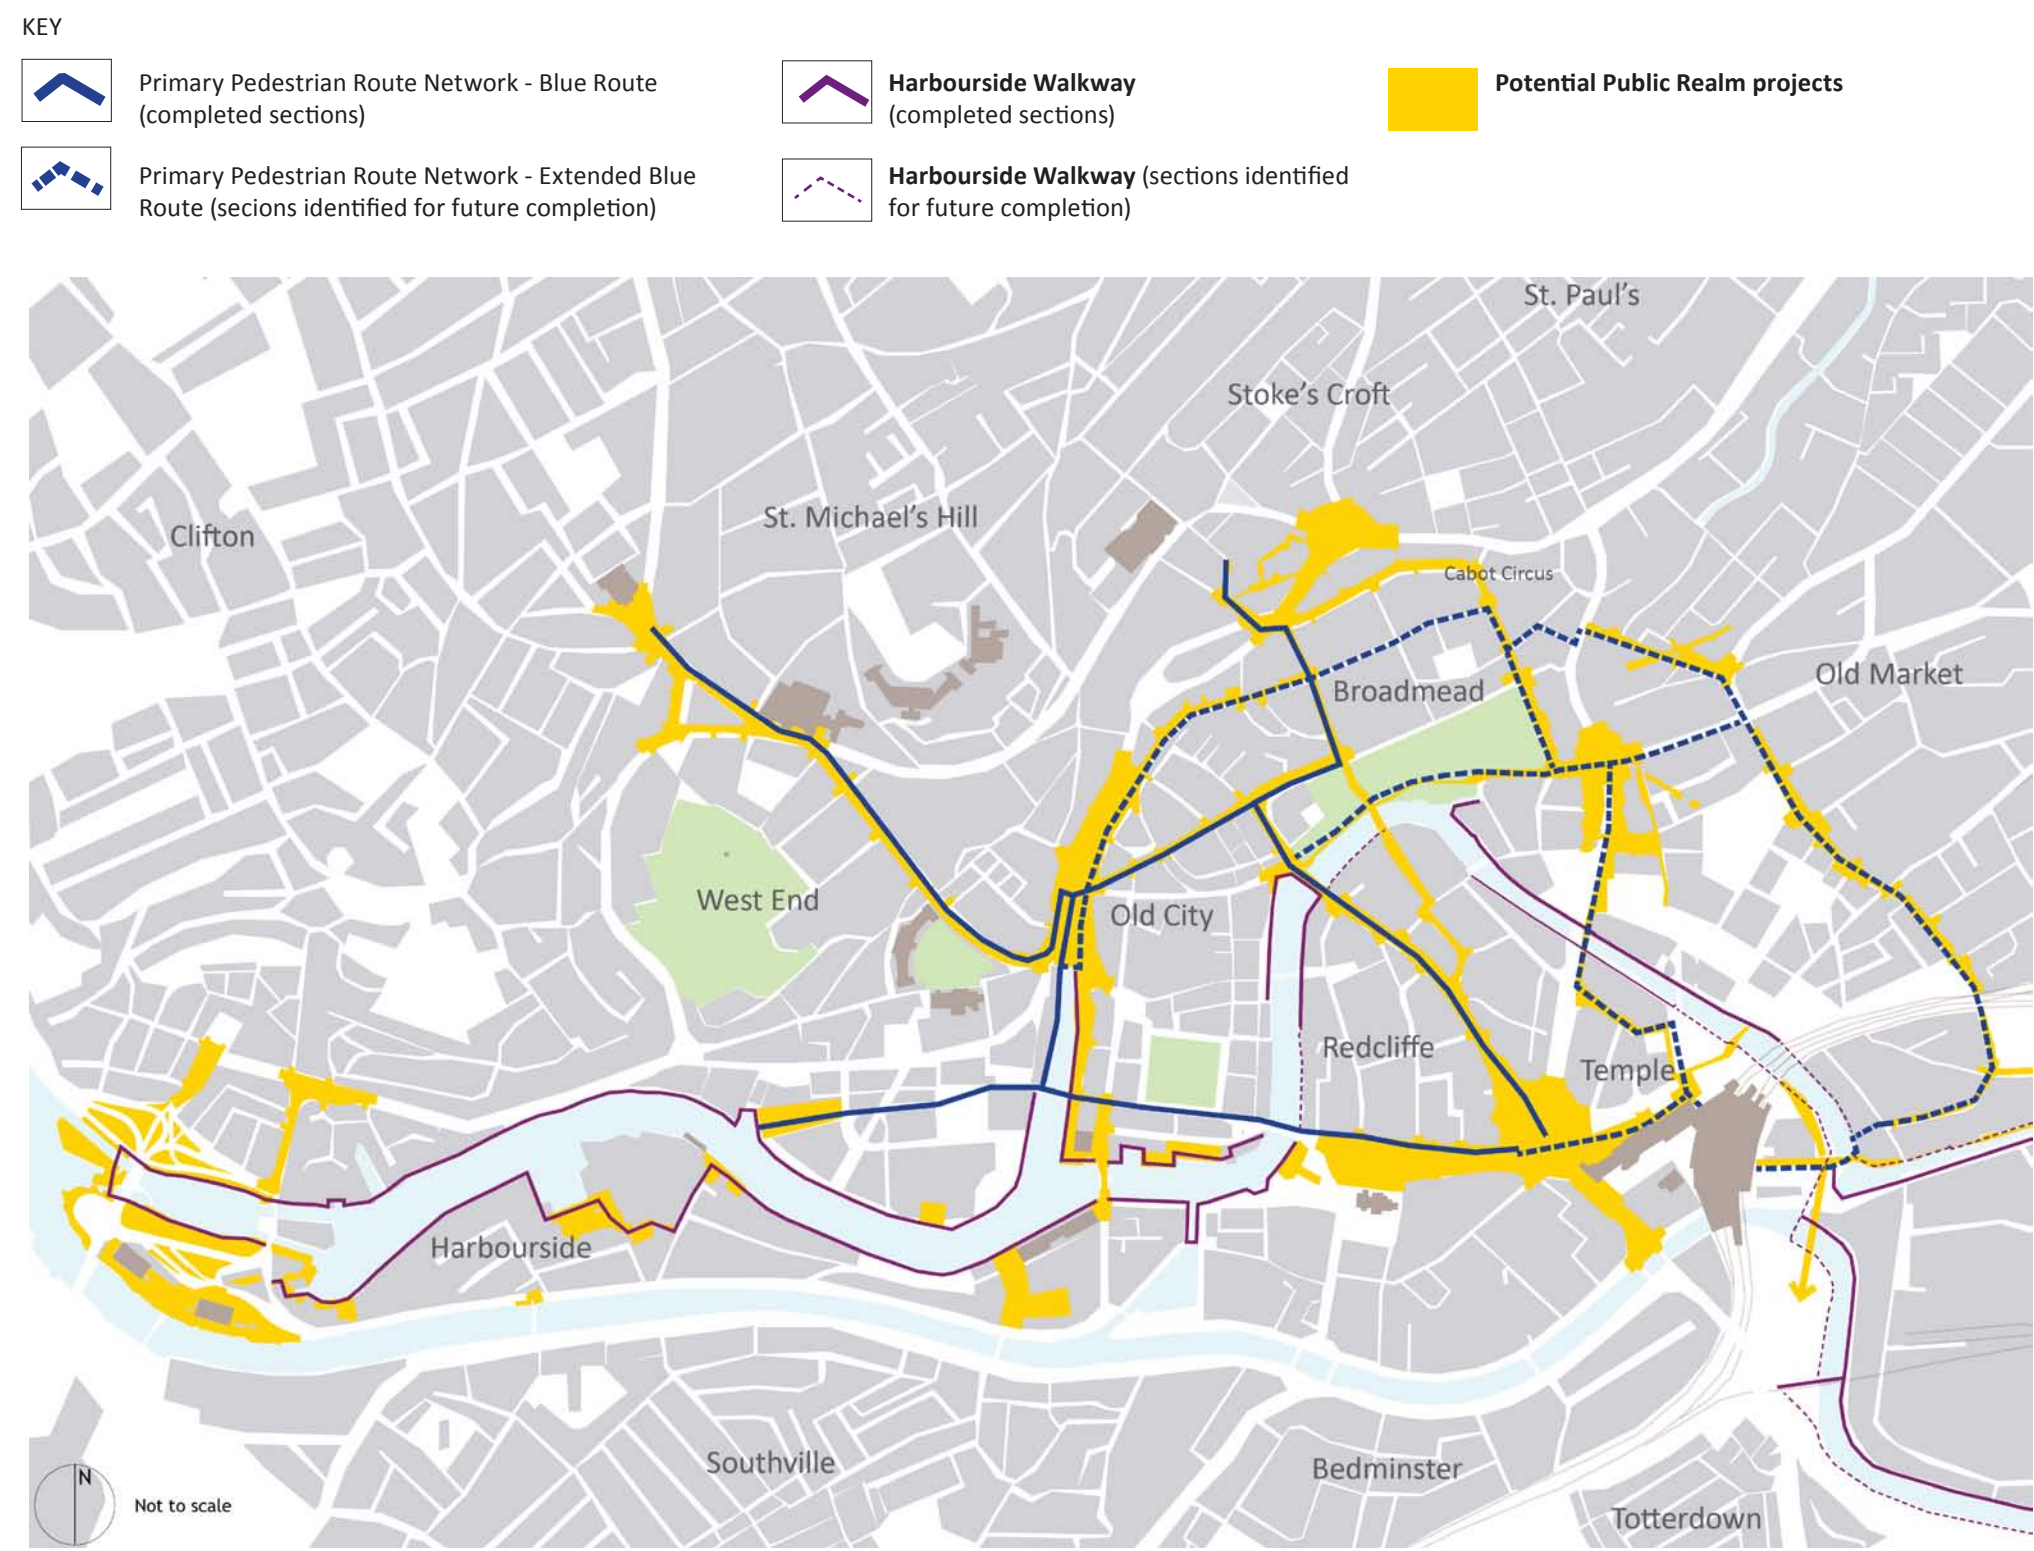 KEY
Primary Pedestrian Route Network - Blue Route
(completed sections)
Primary Pedestrian Route Network - Extended Blue
Route (secions identified for future completion)
Harbourside Walkway
(completed sections)
Harbourside Walkway (sections identified
for future completion)
Potential Public Realm projects
St. Paul's
Stoke's Croft
St. Michael's Hill
Clifton
Cabot Circus
Old Market
Broadmead
West End
Old City
Redcliffe
Temple
Harbourside
Southville
Bedminster
Totterdown
N
Not to scale